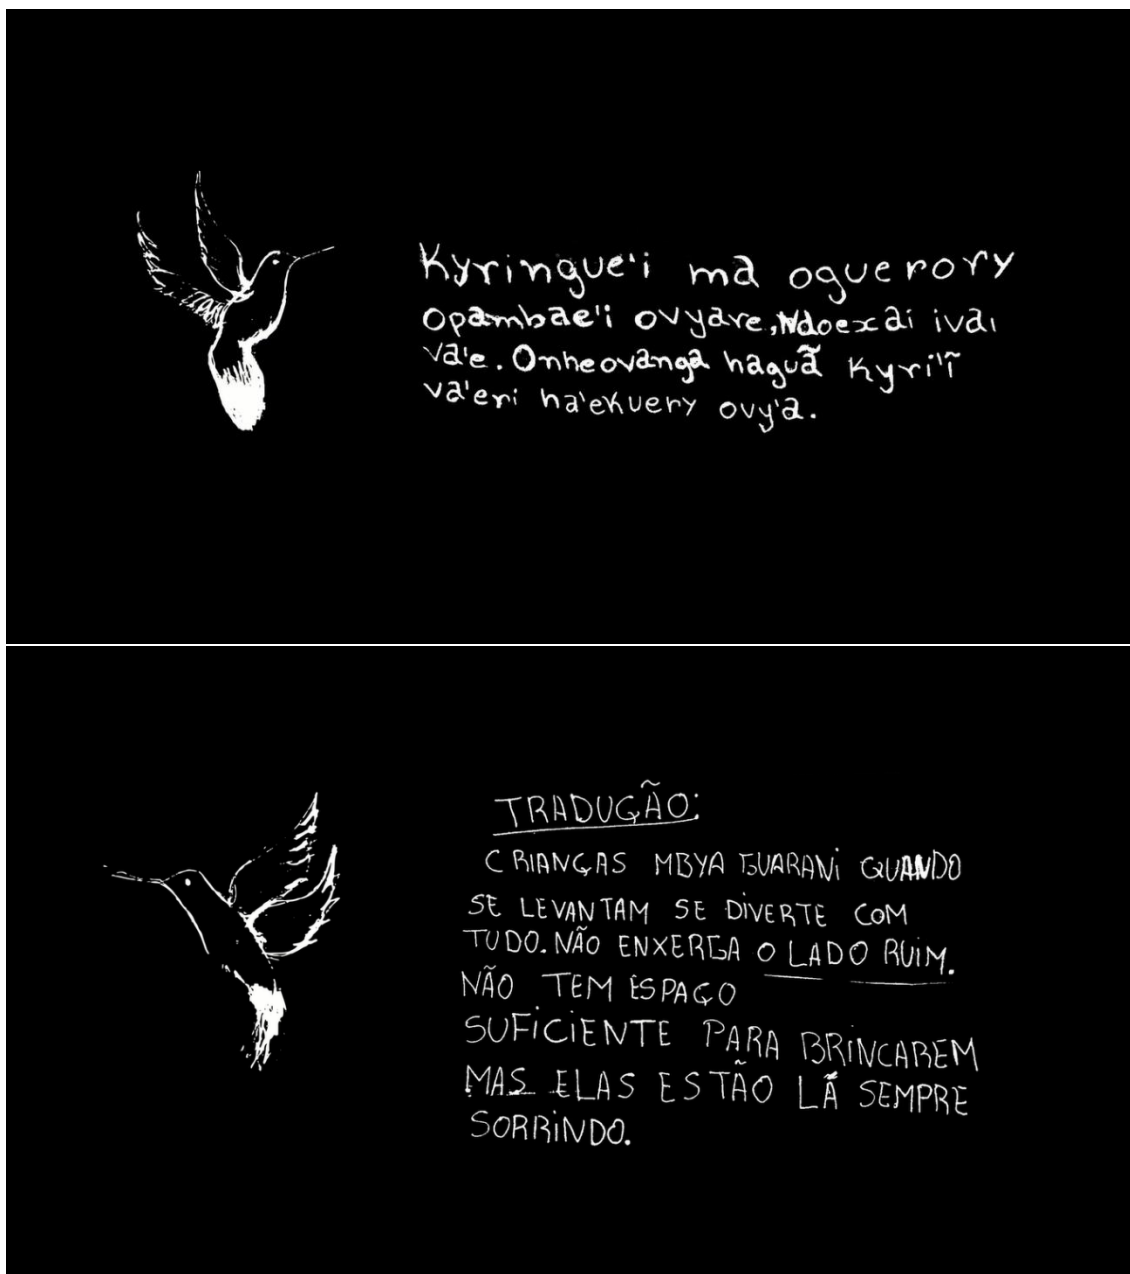 Kyringue'i ma oguerory
opambae'i ovyare, Ndoexai ivai
va'e. Onheovanga haguã Kyri'ĩ
va'eri ha'ekuery ovy'a.
TRADUÇÃO:
CRIANÇAS MBYA GUARANI QUANDO
SE LEVANTAM SE DIVERTE COM
TUDO. NÃO ENXERGA O LADO RUIM.
NÃO TEM ESPAÇO
SUFICIENTE PARA BRINCAREM
MAS ELAS ESTÃO LÃ SEMPRE
SORRINDO.